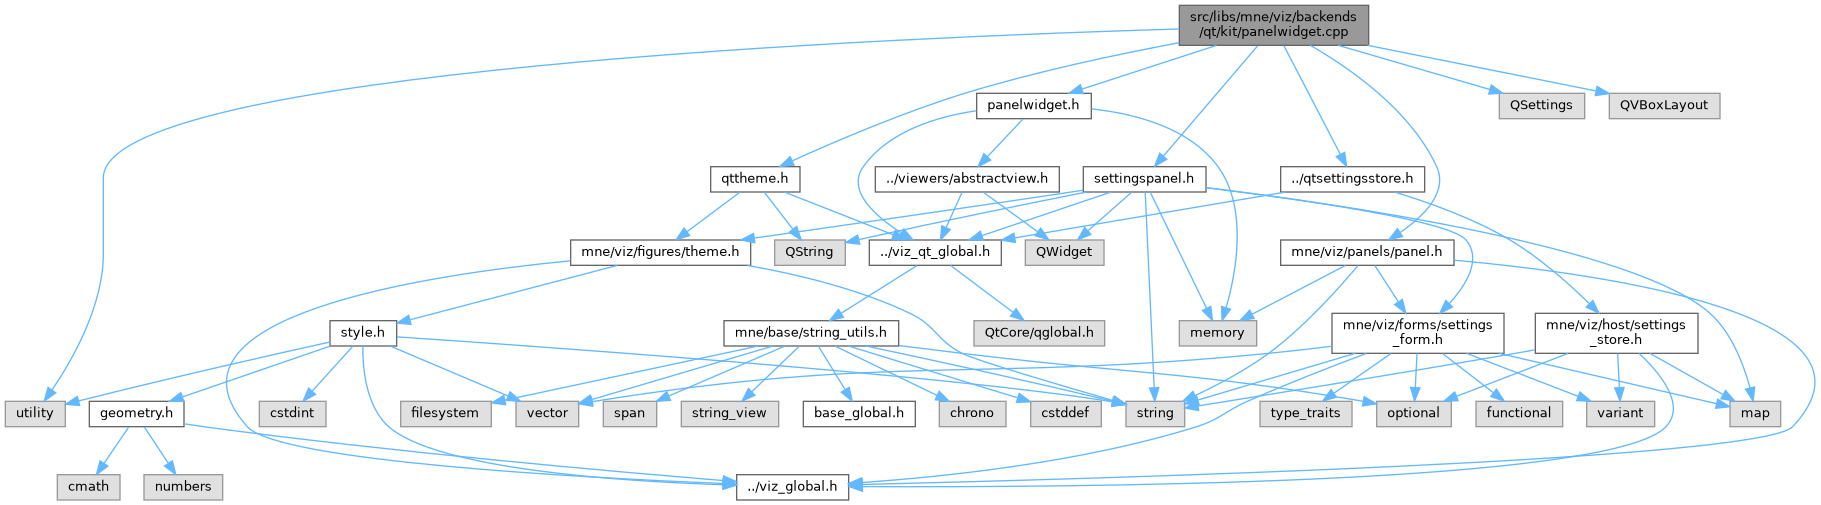 src/libs/mne/viz/backends
/qt/kit/panelwidget.cpp
panelwidget.h
QSettings
QVBoxLayout
qttheme.h
../viewers/abstractview.h
settingspanel.h
../qtsettingsstore.h
mne/viz/figures/theme.h
QString
../viz_qt_global.h
QWidget
mne/viz/panels/panel.h
style.h
mne/base/string_utils.h
QtCore/qglobal.h
memory
mne/viz/forms/settings
_form.h
mne/viz/host/settings
_store.h
utility
geometry.h
cstdint
filesystem
vector
span
string_view
base_global.h
chrono
cstddef
string
type_traits
optional
functional
variant
map
cmath
numbers
../viz_global.h